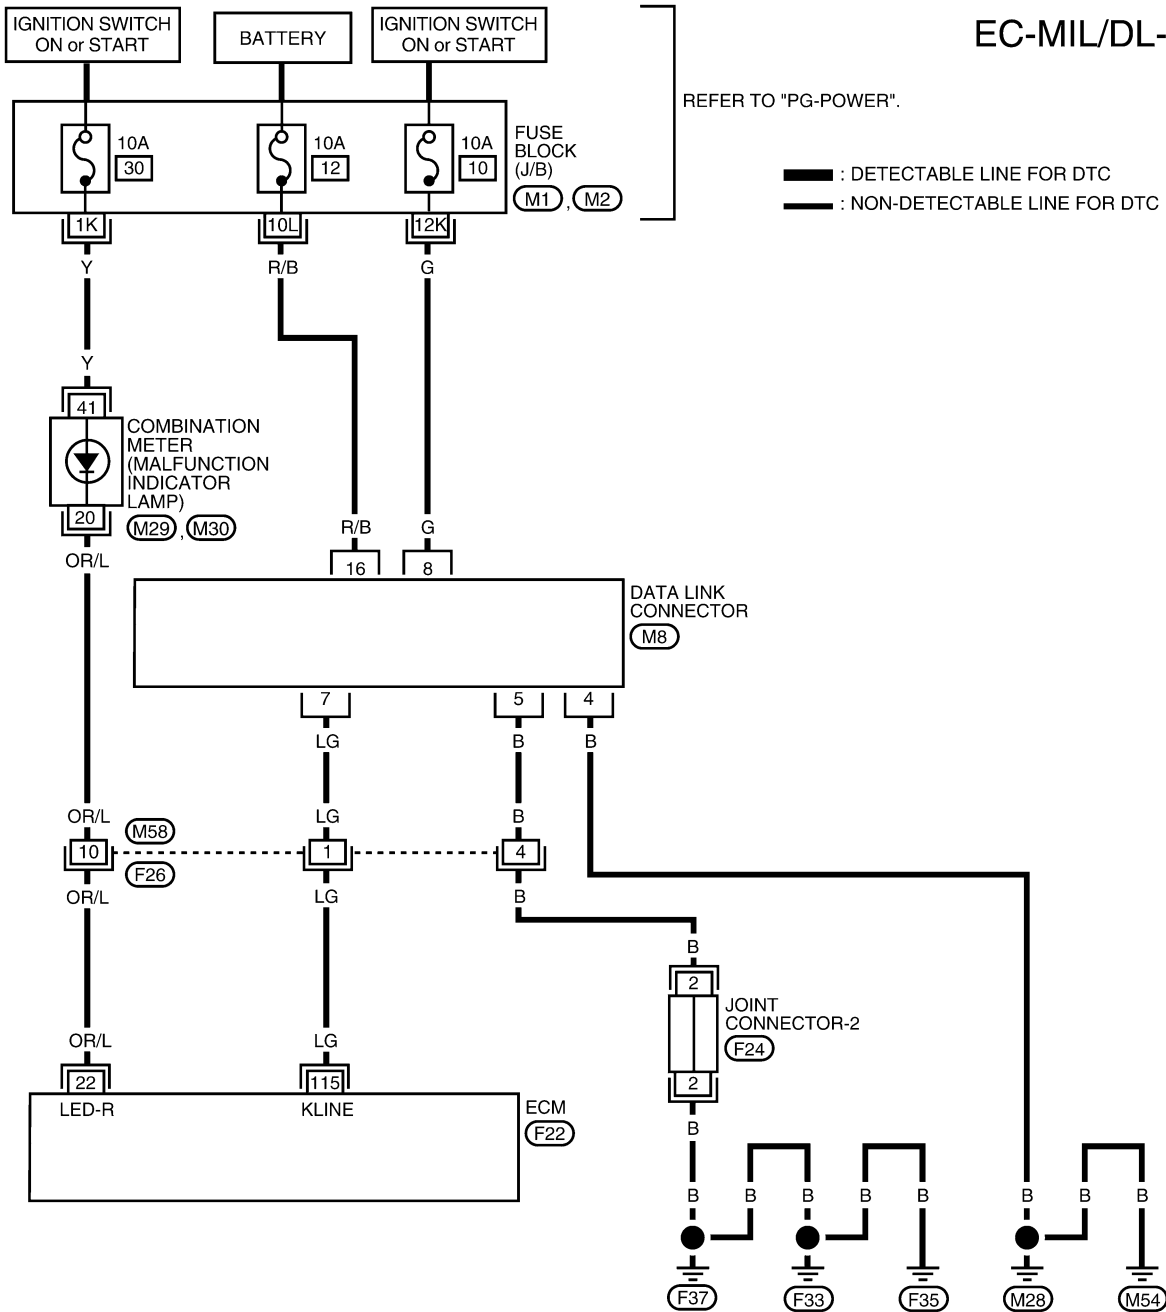 IGNITION SWITCH
ON or START
BATTERY
IGNITION SWITCH
ON or START
EC-MIL/DL-
REFER TO "PG-POWER".
10A
30
10A
12
10A
10
FUSE
BLOCK
(J/B)
M1 , M2
: DETECTABLE LINE FOR DTC
: NON-DETECTABLE LINE FOR DTC
1K
10L
12K
Y
R/B
G
Y
41
COMBINATION
METER
(MALFUNCTION
INDICATOR
LAMP)
M29 , M30
20
OR/L
R/B
G
16
8
DATA LINK
CONNECTOR
M8
7
5
4
LG
B
B
OR/L
LG
B
M58
10
1
4
F26
OR/L
LG
B
B
2
JOINT
CONNECTOR-2
F24
2
OR/L
LG
22
115
LED-R
KLINE
ECM
F22
B
B
B
B
B
B
B
B
B
F37
F33
F35
M28
M54